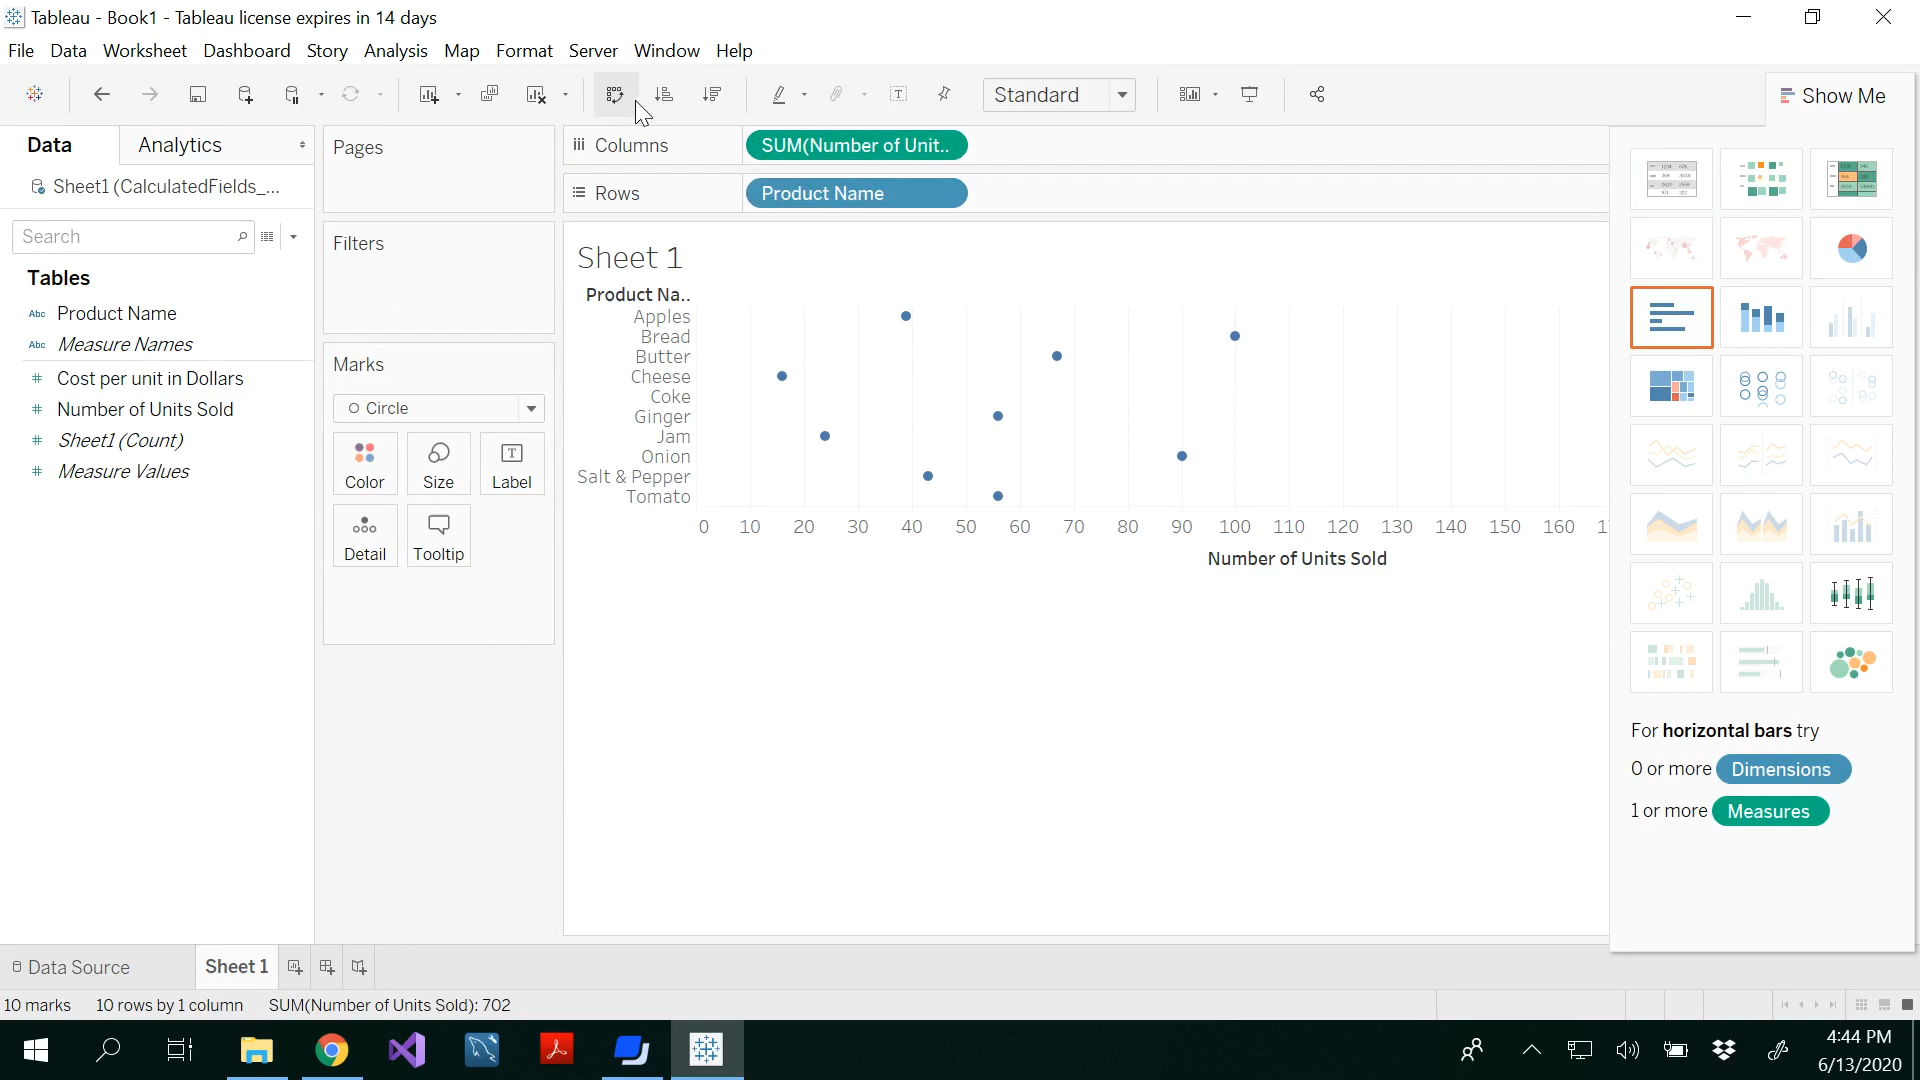 Tableau - Book1 - Tableau license expires in 14 days
File Data Worksheet Dashboard Story Analysis Map Format Server Window Help
Standard
Show Me
Data
Analytics
Sheet1 (CalculatedFields_...
Search
Tables
Abc Product Name
Abc Measure Names
# Cost per unit in Dollars
# Number of Units Sold
# Sheet1 (Count)
# Measure Values
Pages
Filters
Marks
Circle
Color
Size
T
Label
Detail
Tooltip
Columns
SUM(Number of Unit..
Rows
Product Name
Sheet 1
Product Na..
Apples
Bread
Butter
Cheese
Coke
Ginger
Jam
Onion
Salt & Pepper
Tomato
0 10 20 30 40 50 60 70 80 90 100 110 120 130 140 150 160 1
Number of Units Sold
For horizontal bars try
0 or more Dimensions
1 or more Measures
Data Source
Sheet 1
10 marks 10 rows by 1 column SUM(Number of Units Sold): 702
4:44 PM
6/13/2020